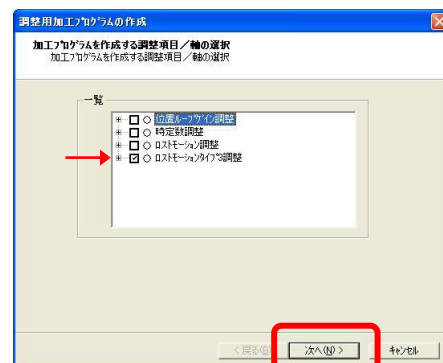 調整用加工ﾌﾟﾛｸﾞﾗﾑの作成
加工ﾌﾟﾛｸﾞﾗﾑを作成する調整項目／軸の選択
加工ﾌﾟﾛｸﾞﾗﾑを作成する調整項目／軸の選択
一覧
位置ﾙｰﾌﾟｹﾞｲﾝ調整
時定数調整
ﾛｽﾄﾓｰｼｮﾝ調整
ﾛｽﾄﾓｰｼｮﾝﾀｲﾌﾟ3調整
< 戻る(B)
次へ(N) >
ｷｬﾝｾﾙ